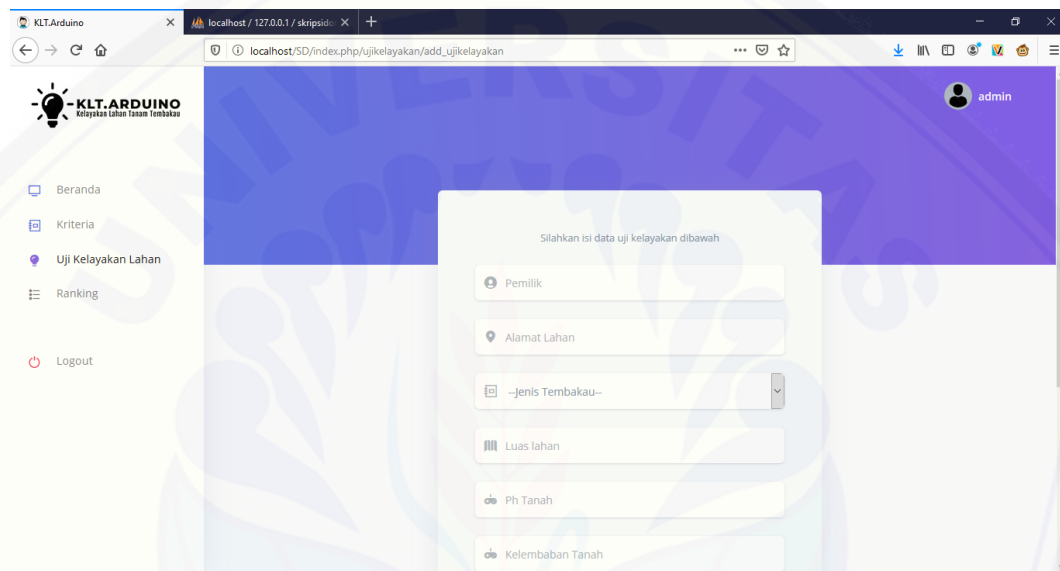 KLT.Arduino
localhost / 127.0.0.1 / skripsido
localhost/SD/index.php/ujikelayakan/add_ujikelayakan
KLT.ARDUINO
Kelayakan Lahan Tanam Tembakau
admin
Beranda
Kriteria
Uji Kelayakan Lahan
Ranking
Logout
Silahkan isi data uji kelayakan dibawah
Pemilik
Alamat Lahan
--Jenis Tembakau--
Luas lahan
Ph Tanah
Kelembaban Tanah
UNIVERSITAS